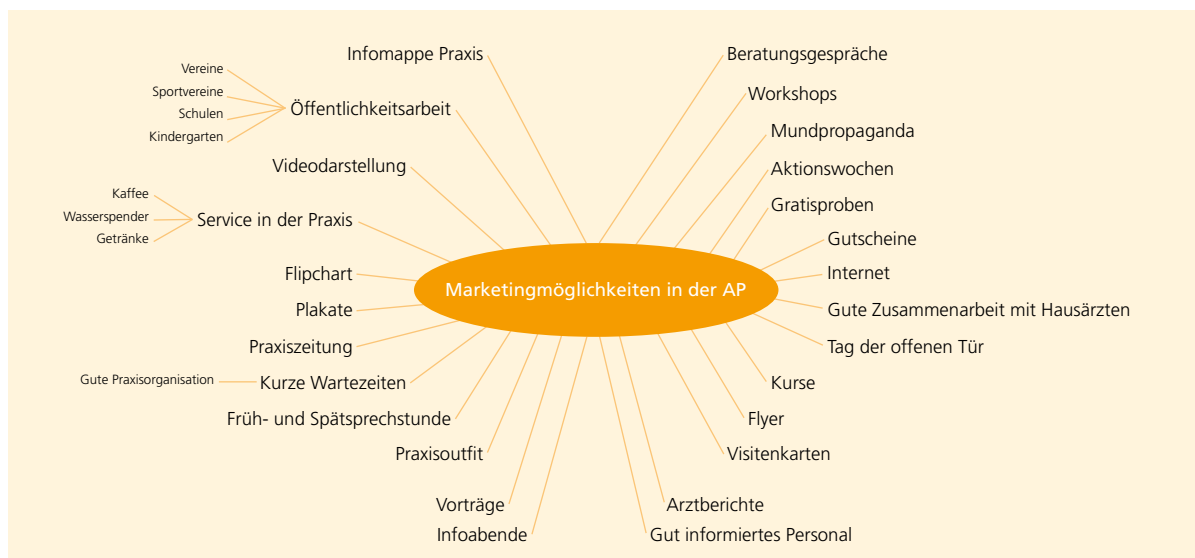 Infomappe Praxis
Vereine
Sportvereine
Schulen
Kindergarten
Öffentlichkeitsarbeit
Videodarstellung
Kaffee
Wasserspender
Getränke
Service in der Praxis
Flipchart
Plakate
Praxiszeitung
Gute Praxisorganisation
Kurze Wartezeiten
Früh- und Spätsprechstunde
Praxisoutfit
Vorträge
Infoabende
Marketingmöglichkeiten in der AP
Beratungsgespräche
Workshops
Mundpropaganda
Aktionswochen
Gratisproben
Gutscheine
Internet
Gute Zusammenarbeit mit Hausärzten
Tag der offenen Tür
Kurse
Flyer
Visitenkarten
Arztberichte
Gut informiertes Personal